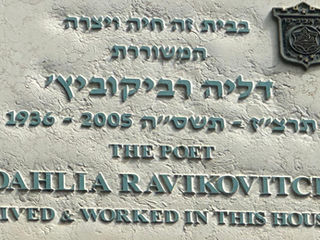 בבית זה חיה ויצרה
המשוררת
דליה רביקוביץ׳
1936 - 2005 תרצ״ז - תשס״ה
THE POET
DAHLIA RAVIKOVITCH
LIVED & WORKED IN THIS HOUSE